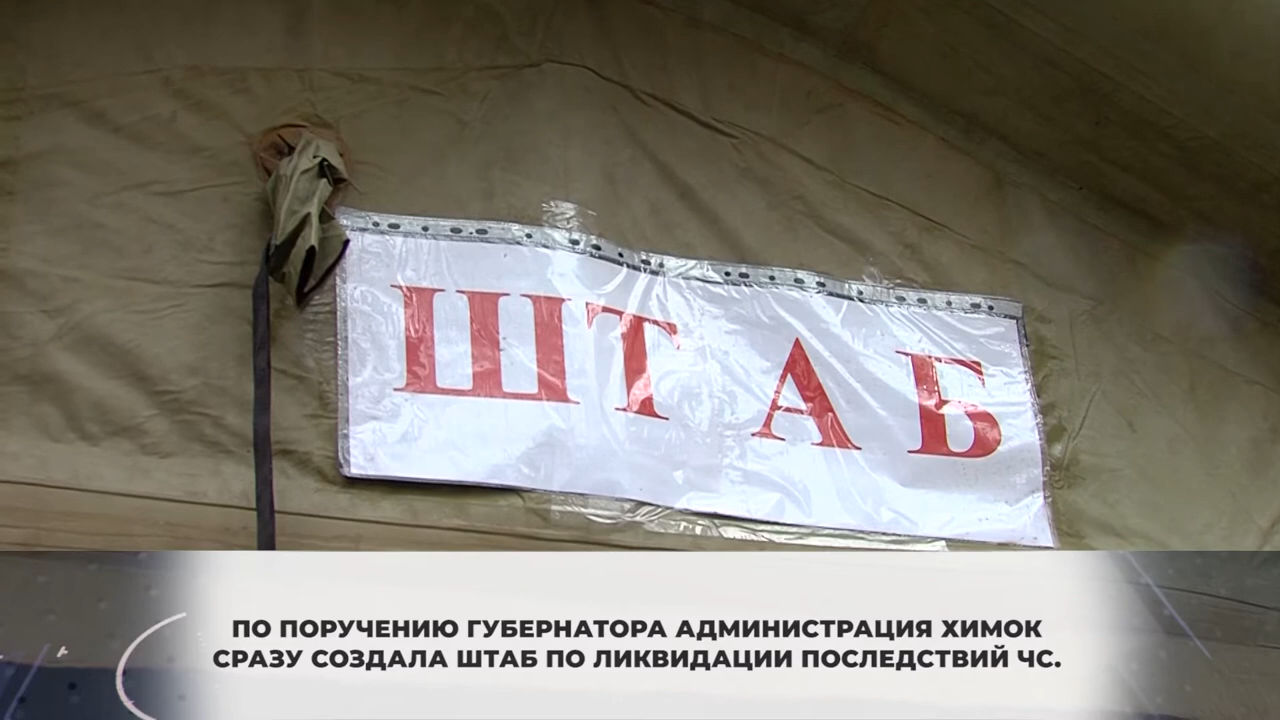 ШТАБ
ПО ПОРУЧЕНИЮ ГУБЕРНАТОРА АДМИНИСТРАЦИЯ ХИМОК
СРАЗУ СОЗДАЛА ШТАБ ПО ЛИКВИДАЦИИ ПОСЛЕДСТВИЙ ЧС.